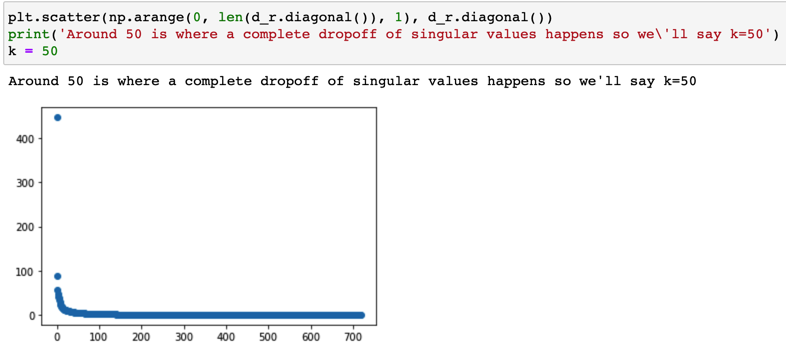 plt.scatter(np.arange(0, len(d_r.diagonal()), 1), d_r.diagonal())
print('Around 50 is where a complete dropoff of singular values happens so we\'ll say k=50')
k = 50
Around 50 is where a complete dropoff of singular values happens so we'll say k=50
400
300
200
100
0
0 100 200 300 400 500 600 700